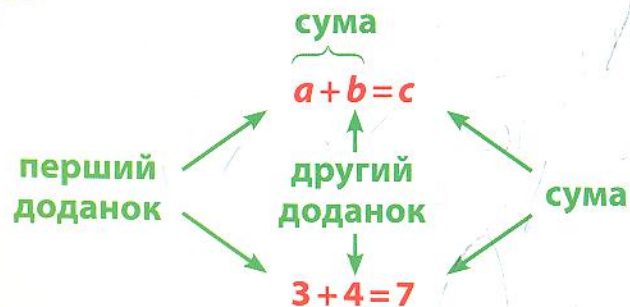 сума
a + b = c
перший
доданок
другий
доданок
сума
3 + 4 = 7